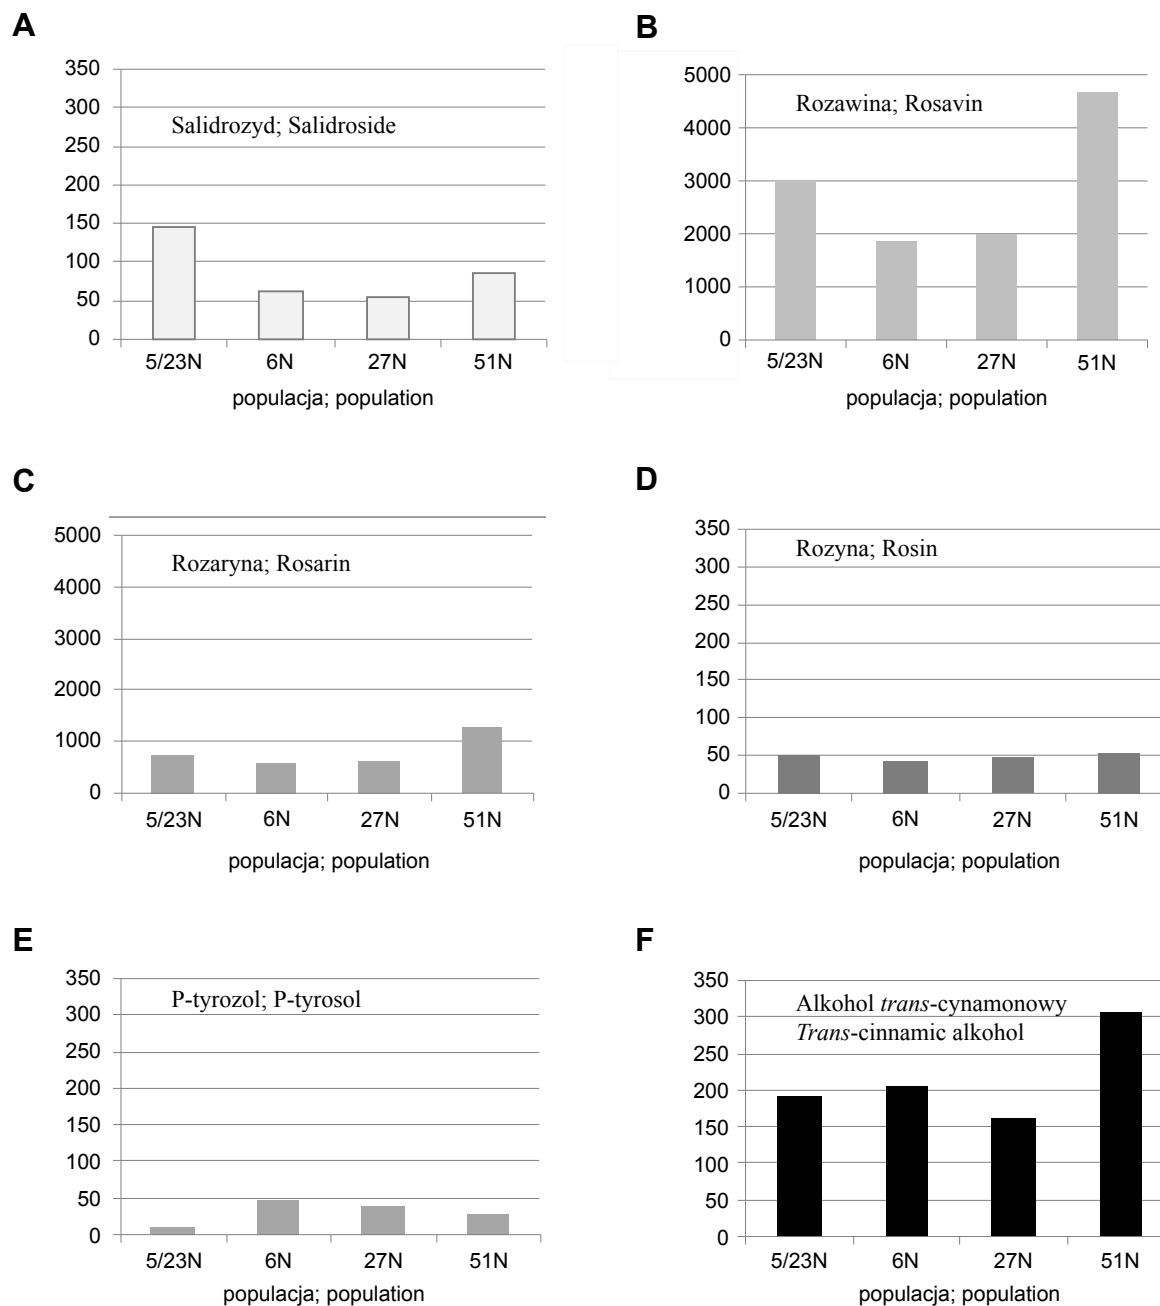 A
350
300
250
200
150
100
50
0
Salidrozyd; Salidroside
5/23N 6N 27N 51N
populacja; population
B
5000
4000
3000
2000
1000
0
Rozawina; Rosavin
5/23N 6N 27N 51N
populacja; population
C
5000
4000
3000
2000
1000
0
Rozaryna; Rosarin
5/23N 6N 27N 51N
populacja; population
D
350
300
250
200
150
100
50
0
Rozyna; Rosin
5/23N 6N 27N 51N
populacja; population
E
350
300
250
200
150
100
50
0
P-tyrozol; P-tyrosol
5/23N 6N 27N 51N
populacja; population
F
350
300
250
200
150
100
50
0
Alkohol trans-cynamonowy
Trans-cinnamic alkohol
5/23N 6N 27N 51N
populacja; population